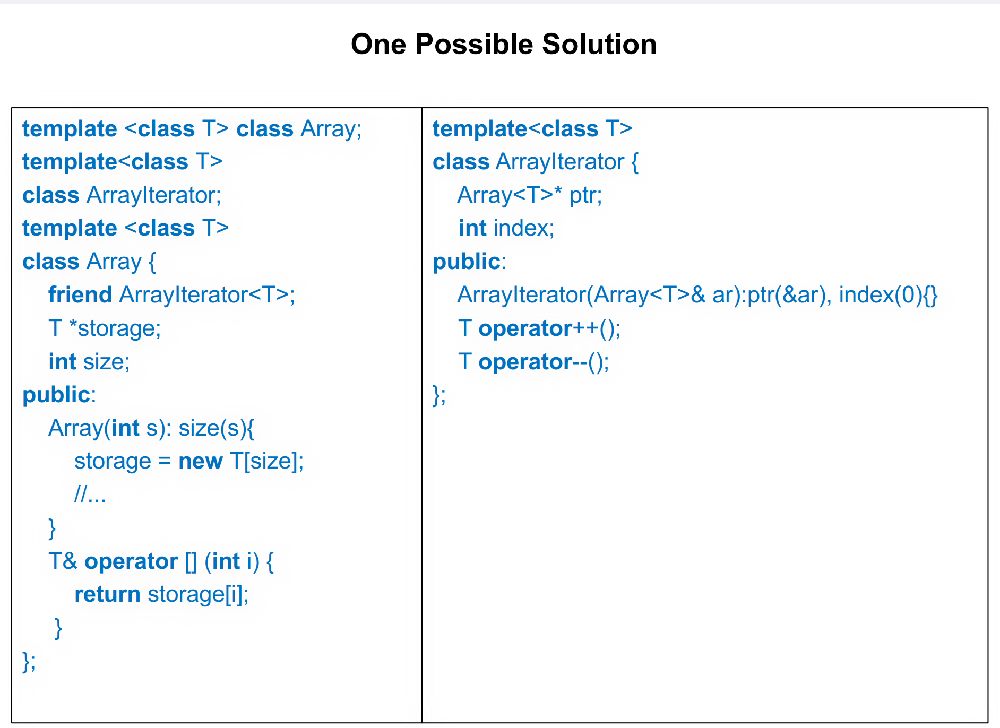 One Possible Solution
template <class T> class Array;
template<class T>
class ArrayIterator;
template <class T>
class Array {
friend ArrayIterator<T>;
T *storage;
int size;
public:
Array(int s): size(s){
storage = new T[size];
//...
}
T& operator [] (int i) {
return storage[i];
}
};
template<class T>
class ArrayIterator {
Array<T>* ptr;
int index;
public:
ArrayIterator(Array<T>& ar):ptr(&ar), index(0){}
T operator++();
T operator--();
};